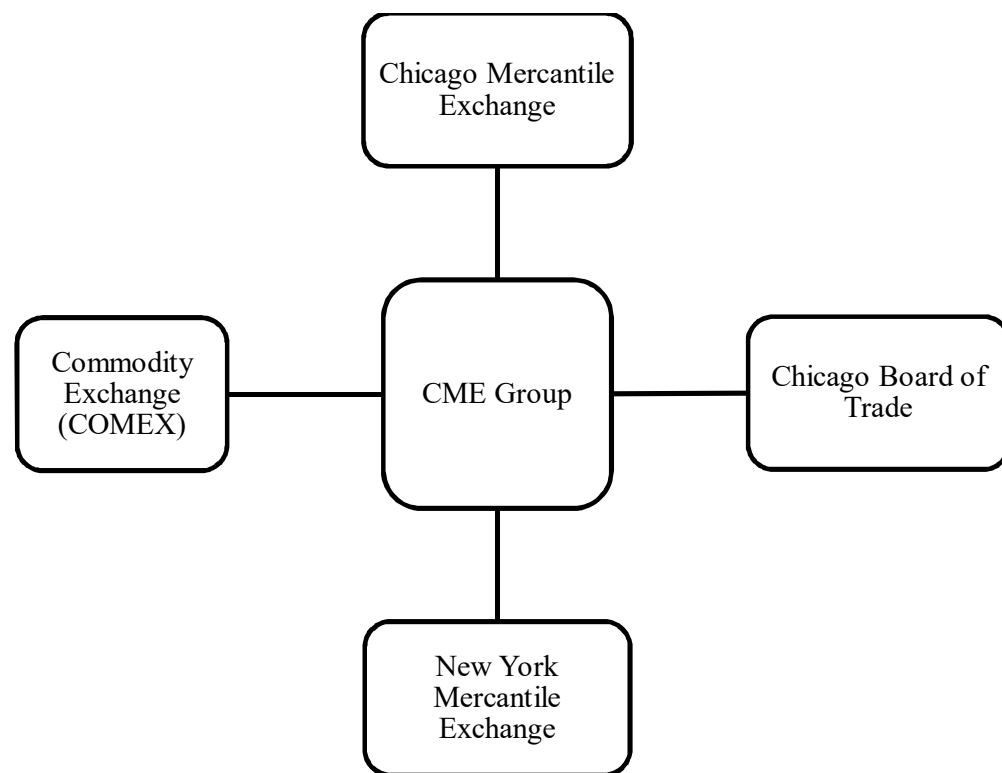 Chicago Mercantile
Exchange
Commodity
Exchange
(COMEX)
CME Group
Chicago Board of
Trade
New York
Mercantile
Exchange